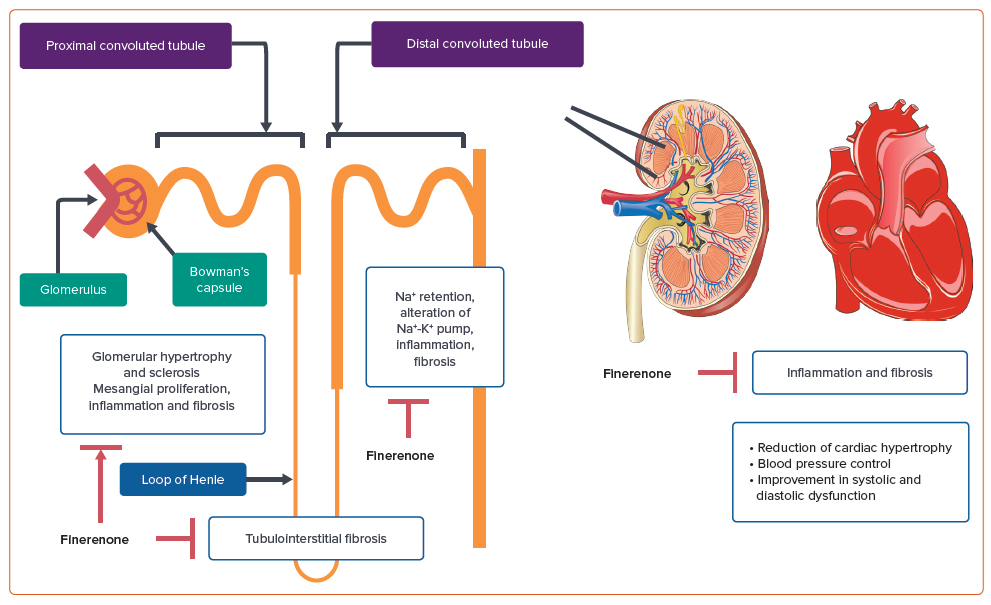 Proximal convoluted tubule
Distal convoluted tubule
Glomerulus
Bowman's
capsule
Na⁺ retention,
alteration of
Na⁺-K⁺ pump,
inflammation,
fibrosis
Glomerular hypertrophy
and sclerosis
Mesangial proliferation,
inflammation and fibrosis
Finerenone
Loop of Henle
Finerenone
Tubulointerstitial fibrosis
Finerenone
Inflammation and fibrosis
• Reduction of cardiac hypertrophy
• Blood pressure control
• Improvement in systolic and
diastolic dysfunction